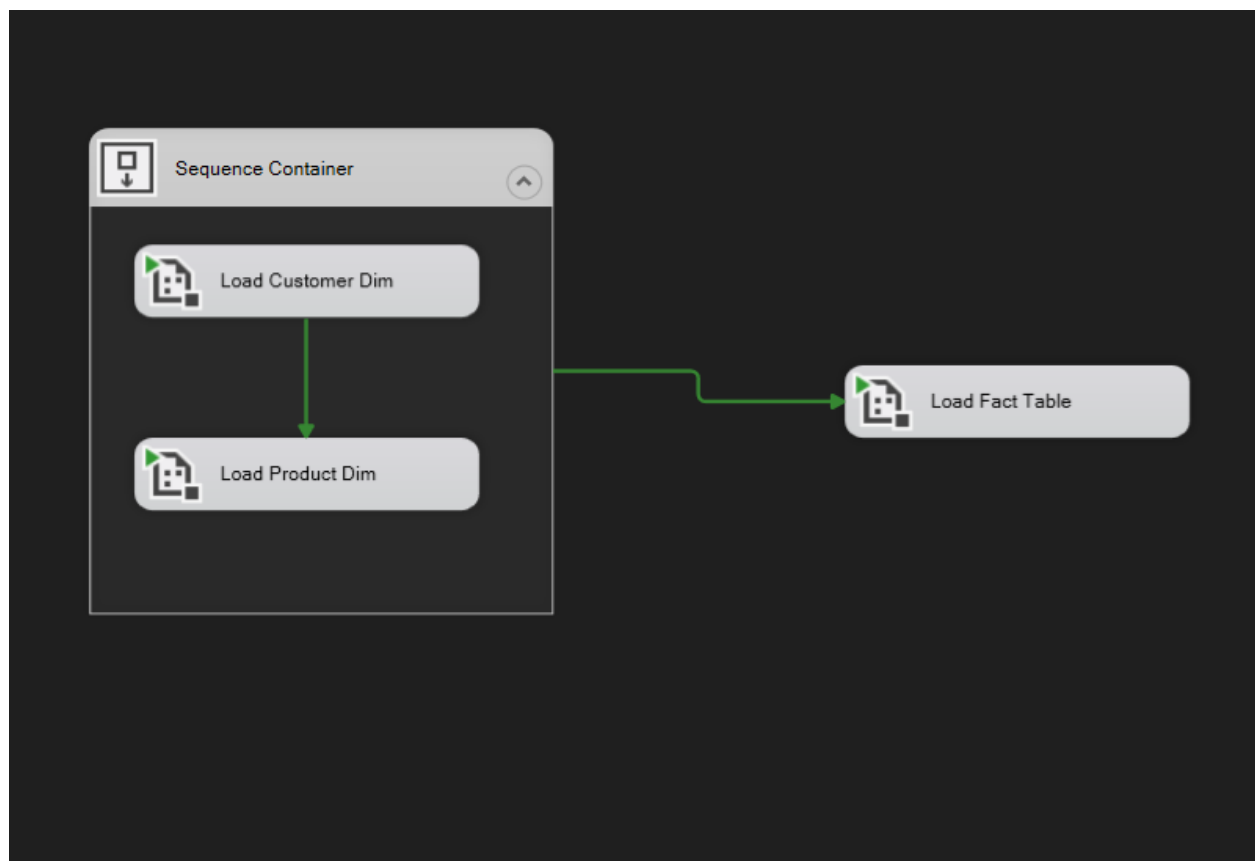 Sequence Container
Load Customer Dim
Load Product Dim
Load Fact Table